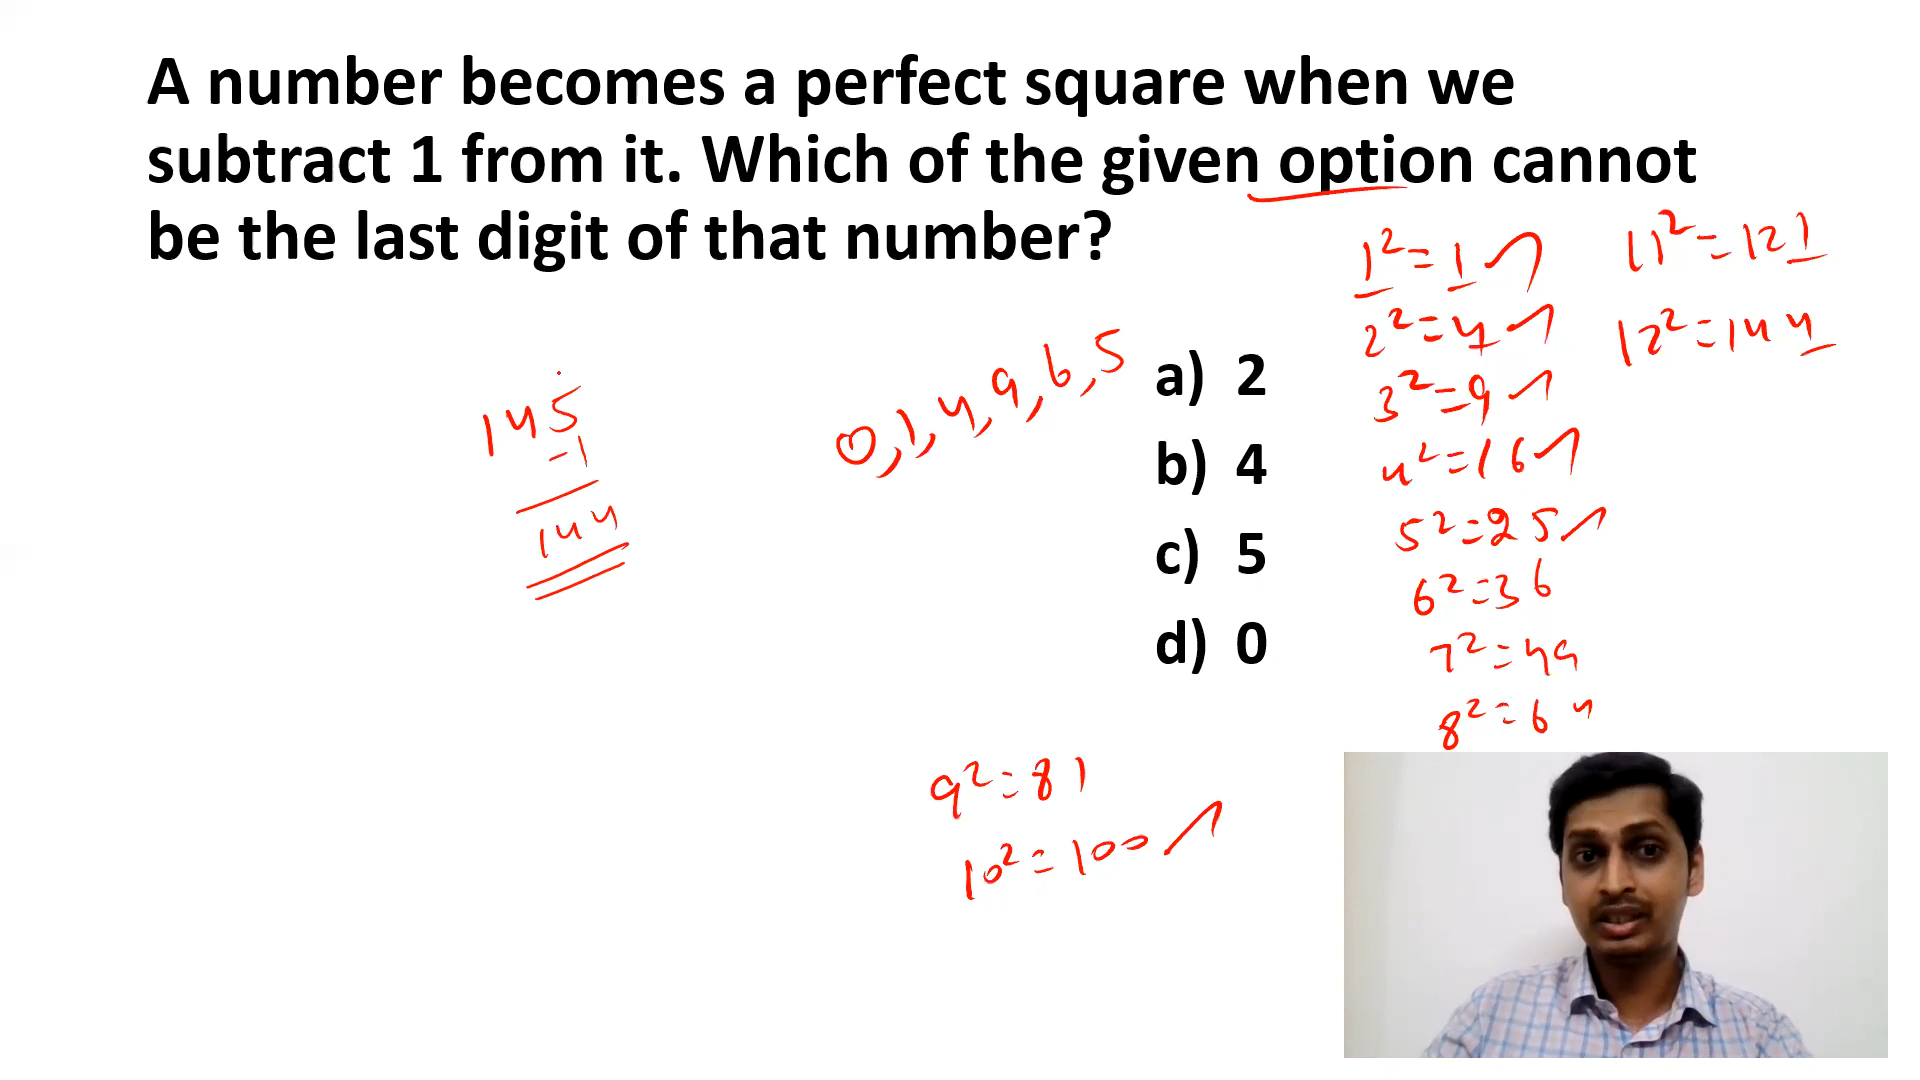 A number becomes a perfect square when we
subtract 1 from it. Which of the given option cannot
be the last digit of that number?
1²=1
11²=121
2²=4
12²=144
3²=9
4²=16
5²=25
6²=36
7²=49
8²=64
145
-1
144
0,1,4,9,6,5
a) 2
b) 4
c) 5
d) 0
9²=81
10²=100